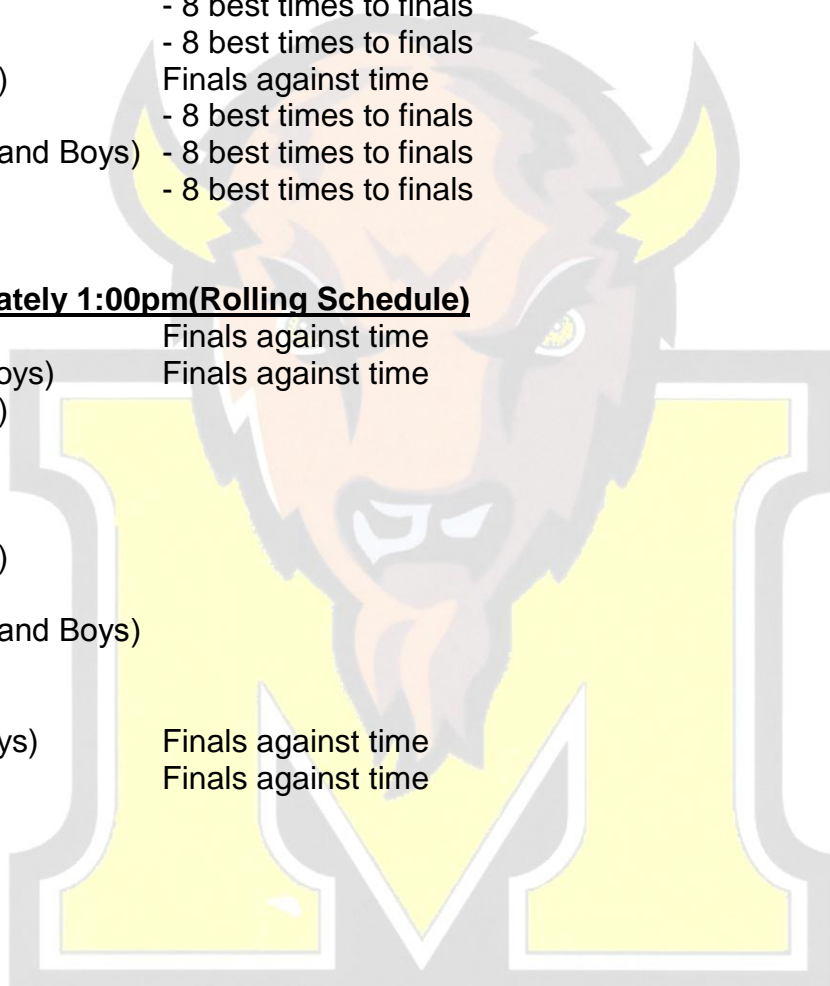 - 8 best times to finals
- 8 best times to finals
) Finals against time
- 8 best times to finals
and Boys) - 8 best times to finals
- 8 best times to finals
ately 1:00pm(Rolling Schedule)
Finals against time
oys) Finals against time
)
)
and Boys)
ys) Finals against time
Finals against time